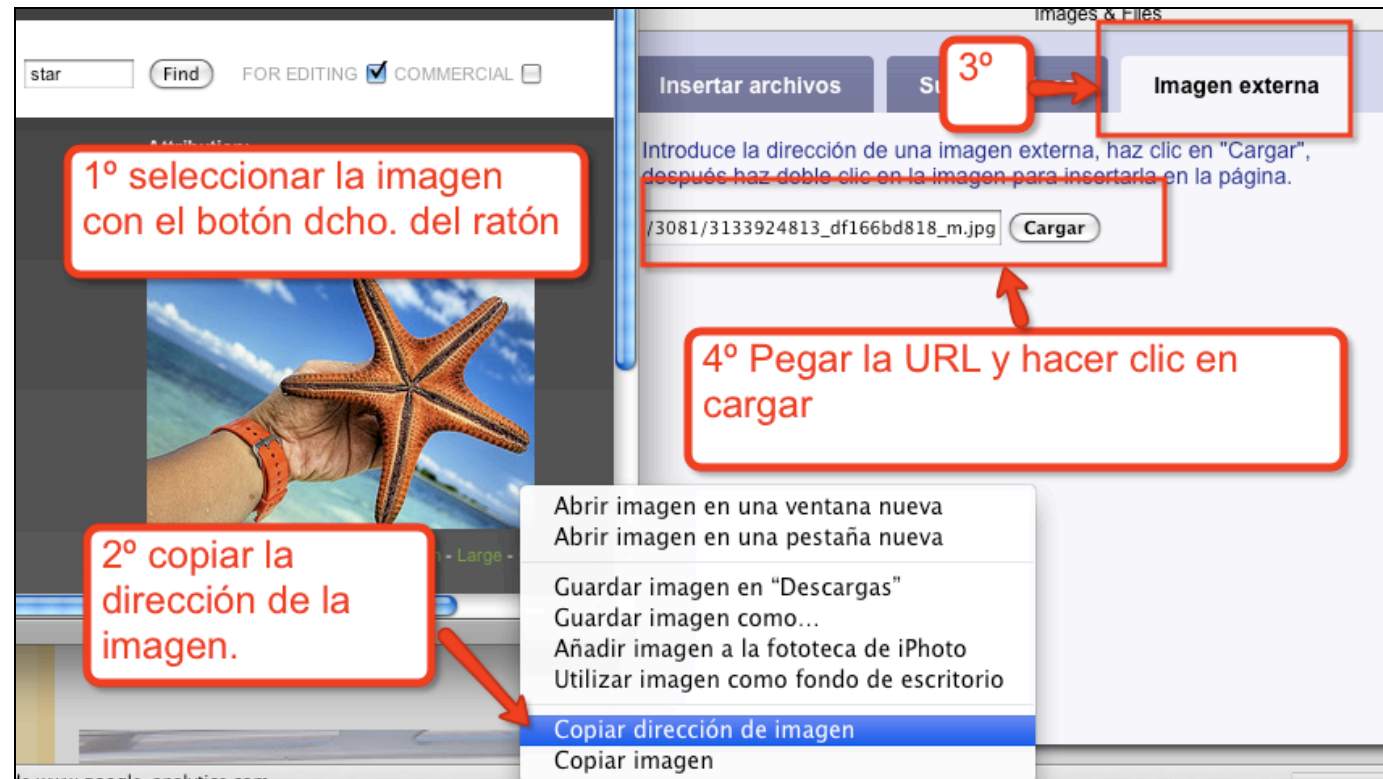 Images & Files
star
Find
FOR EDITING
COMMERCIAL
Insertar archivos
3º
Imagen externa
1º seleccionar la imagen
con el botón dcho. del ratón
Introduce la dirección de una imagen externa, haz clic en "Cargar",
después haz doble clic en la imagen para insertarla en la página.
/3081/3133924813_df166bd818_m.jpg
Cargar
4º Pegar la URL y hacer clic en
cargar
2º copiar la
dirección de la
imagen.
- Large -
Abrir imagen en una ventana nueva
Abrir imagen en una pestaña nueva
Guardar imagen en “Descargas”
Guardar imagen como...
Añadir imagen a la fototeca de iPhoto
Utilizar imagen como fondo de escritorio
Copiar dirección de imagen
Copiar imagen
www.google-analytics.com